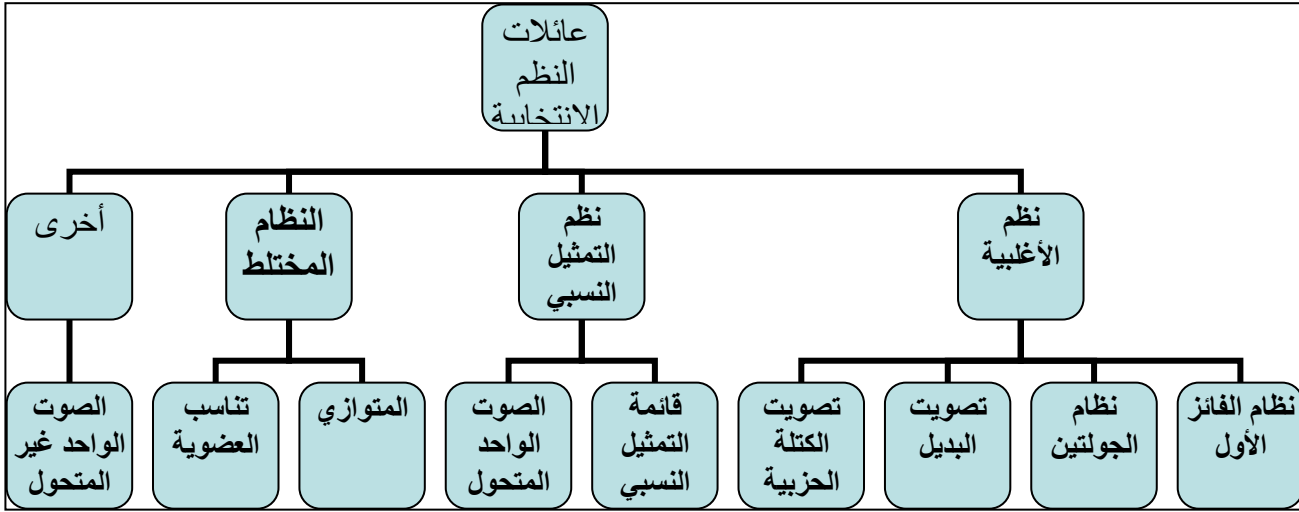 عائلات
النظم
الانتخابية
نظم
الأغلبية
نظم
التمثيل
النسبي
النظام
المختلط
أخرى
نظام الفائز
الأول
نظام
الجولتين
تصويت
البديل
تصويت
الكتلة
الحزبية
قائمة
التمثيل
النسبي
الصوت
الواحد
المتحول
المتوازي
تناسب
العضوية
الصوت
الواحد غير
المتحول